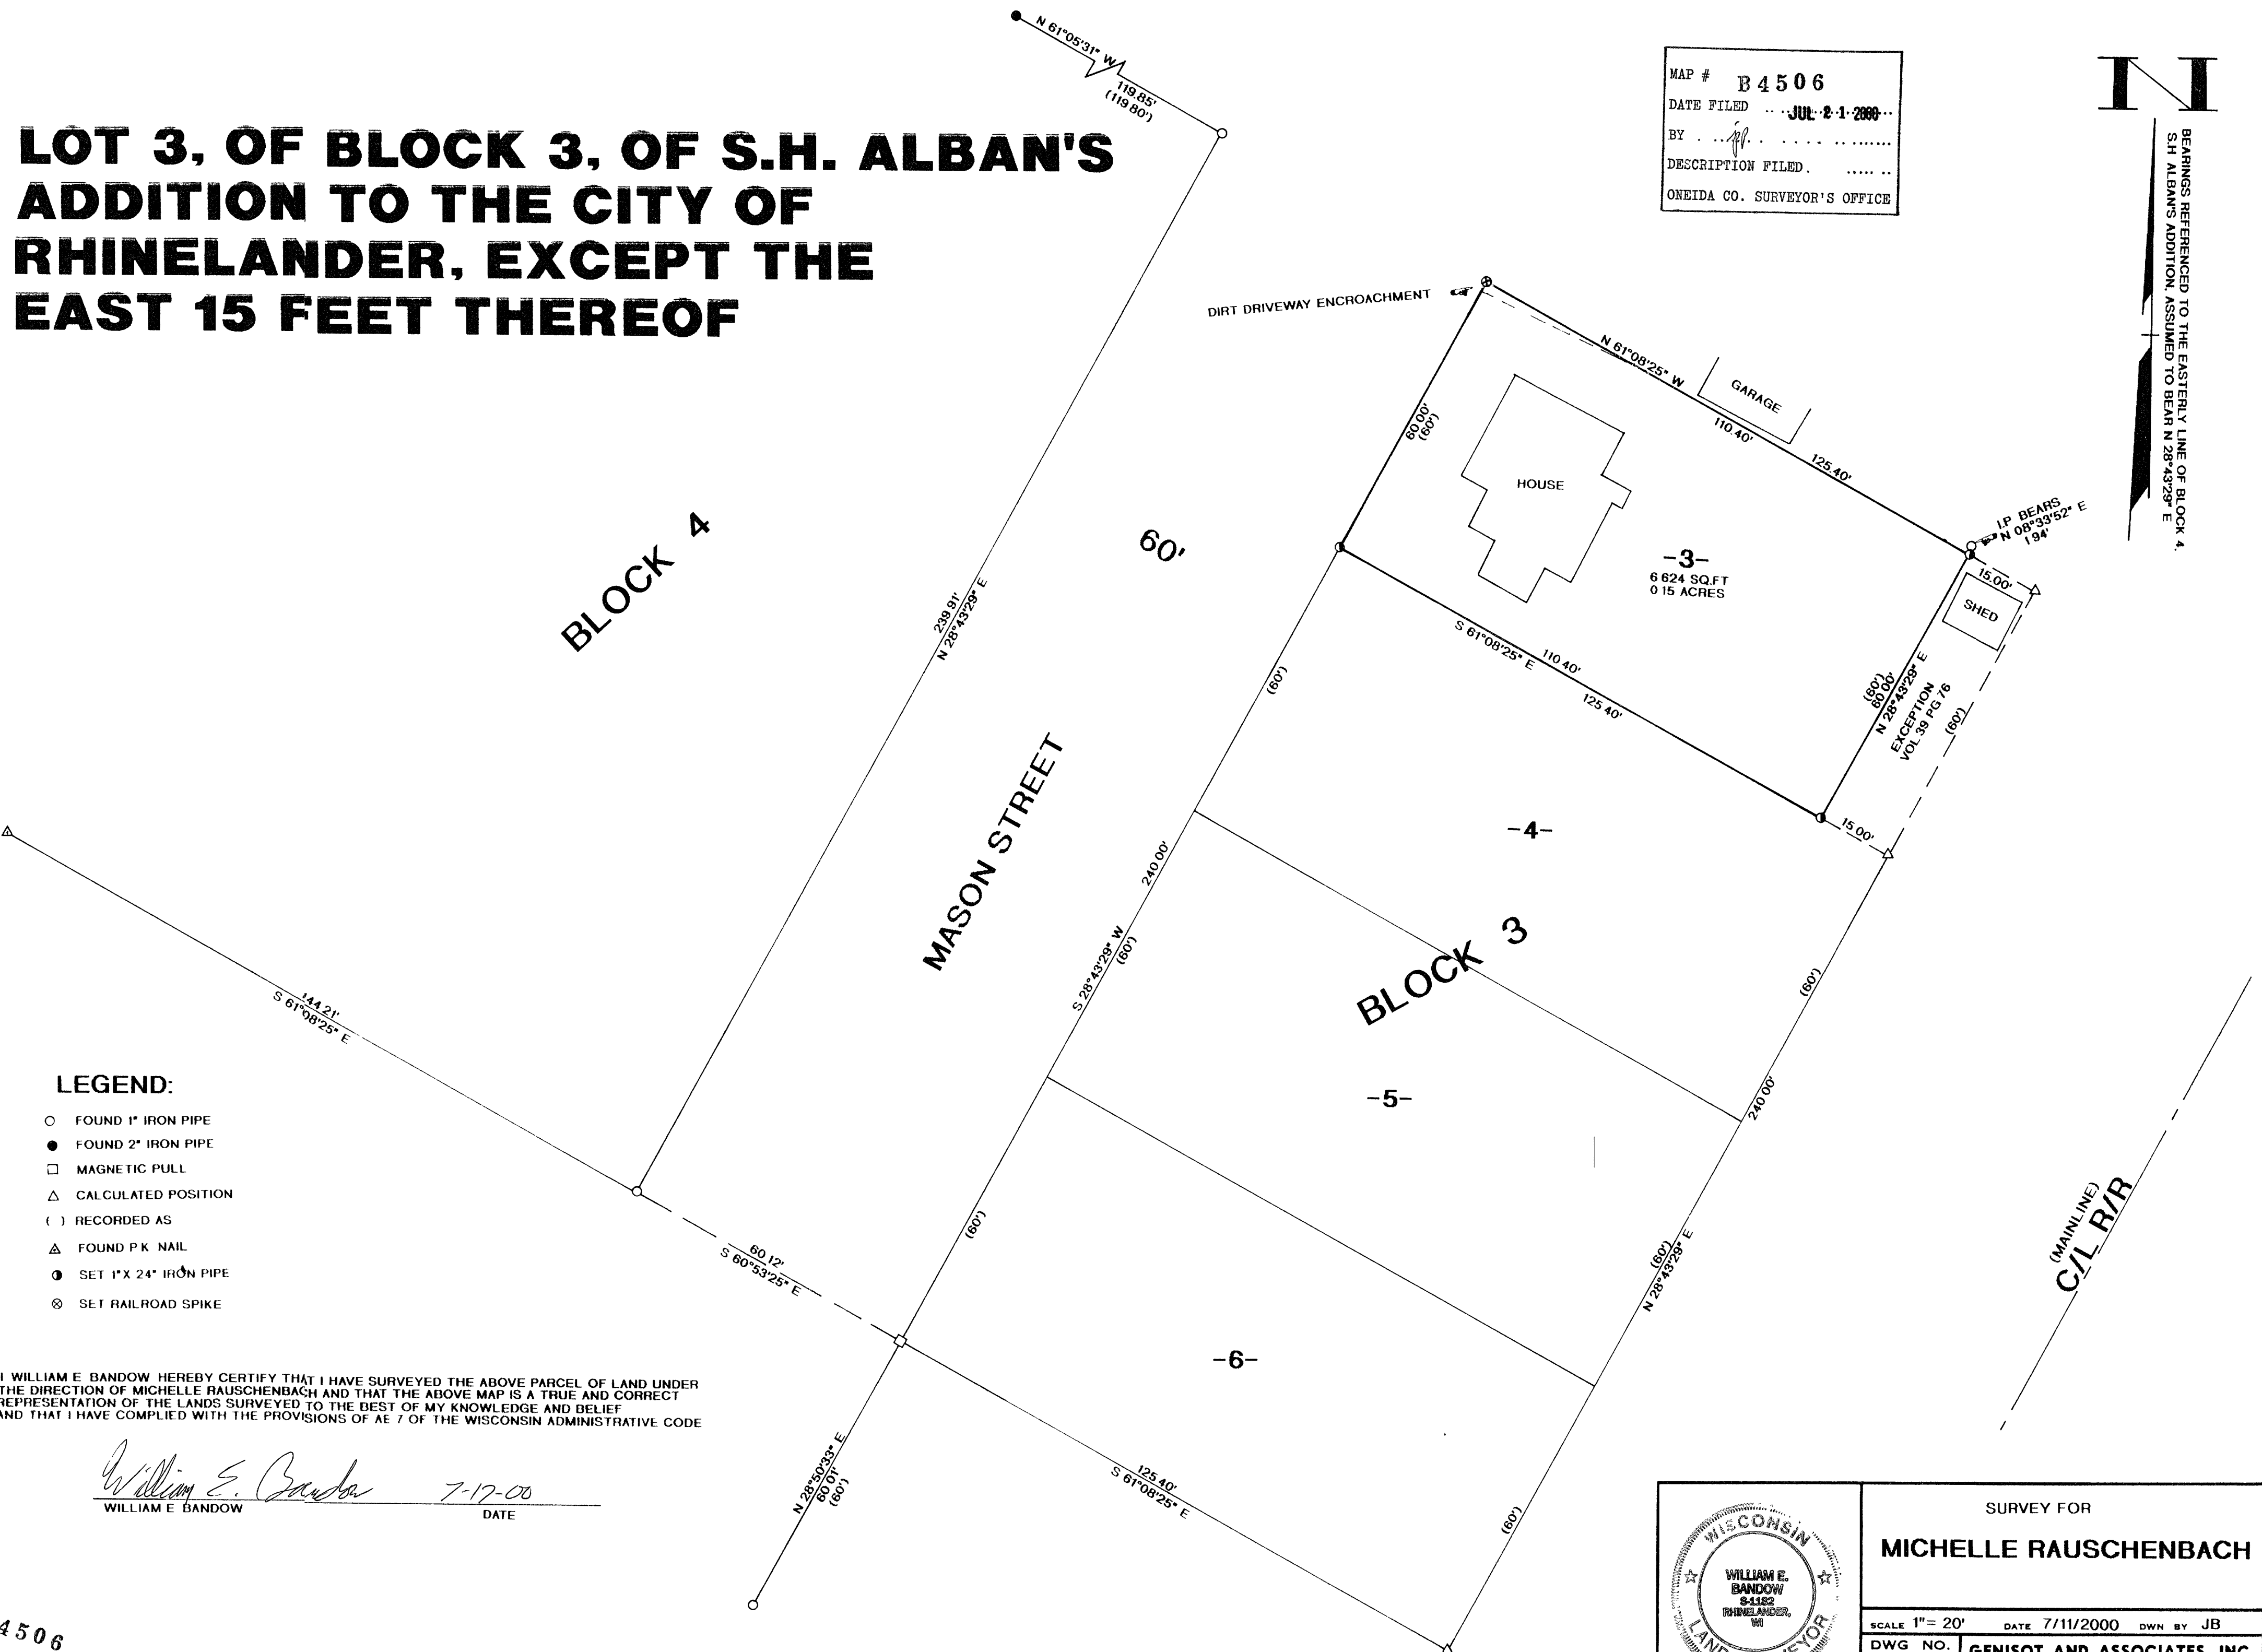 LOT 3, OF BLOCK 3, OF S.H. ALBAN'S
ADDITION TO THE CITY OF
RHINELANDER, EXCEPT THE
EAST 15 FEET THEREOF
N 61°05'31" W
119.85'
(119 80')
MAP # B4506
DATE FILED JUL 21 2000
BY
DESCRIPTION FILED.
ONEIDA CO. SURVEYOR'S OFFICE
N
BEARINGS REFERENCED TO THE EASTERLY LINE OF BLOCK 4,
S.H ALBAN'S ADDITION, ASSUMED TO BEAR N 28°43'29" E
DIRT DRIVEWAY ENCROACHMENT
N 61°08'25" W
110.40'
125.40'
GARAGE
60 00'
(60')
HOUSE
-3-
6 624 SQ.FT
0 15 ACRES
I.P BEARS
N 08°33'52" E
1 94'
15.00'
SHED
(60')
60 00'
N 28°43'29" E
EXCEPTION
VOL 39 PG 76
(60')
15 00'
S 61°08'25" E
110 40'
125 40'
BLOCK 4
60'
239 91'
N 28°43'29" E
MASON STREET
(60')
240 00'
S 28°43'29" W
(60')
(60')
-4-
BLOCK 3
-5-
-6-
(60')
240 00'
(60')
N 28°43'29" E
(60')
(MAINLINE)
C/L R/R
144 21'
S 61°08'25" E
60 12'
S 60°53'25" E
N 28°50'33" E
60 01'
(60')
125 40'
S 61°08'25" E
LEGEND:
FOUND 1" IRON PIPE
FOUND 2" IRON PIPE
MAGNETIC PULL
CALCULATED POSITION
( ) RECORDED AS
FOUND P K NAIL
SET 1" X 24" IRON PIPE
SET RAILROAD SPIKE
I WILLIAM E BANDOW HEREBY CERTIFY THAT I HAVE SURVEYED THE ABOVE PARCEL OF LAND UNDER
THE DIRECTION OF MICHELLE RAUSCHENBACH AND THAT THE ABOVE MAP IS A TRUE AND CORRECT
REPRESENTATION OF THE LANDS SURVEYED TO THE BEST OF MY KNOWLEDGE AND BELIEF
AND THAT I HAVE COMPLIED WITH THE PROVISIONS OF AE 7 OF THE WISCONSIN ADMINISTRATIVE CODE
William E. Bandow 7-17-00
WILLIAM E BANDOW DATE
4506
WISCONSIN
WILLIAM E.
BANDOW
S-1182
RHINELANDER,
WI
SURVEY FOR
MICHELLE RAUSCHENBACH
SCALE 1"= 20' DATE 7/11/2000 DWN BY JB
DWG NO. GENISOT AND ASSOCIATES INC